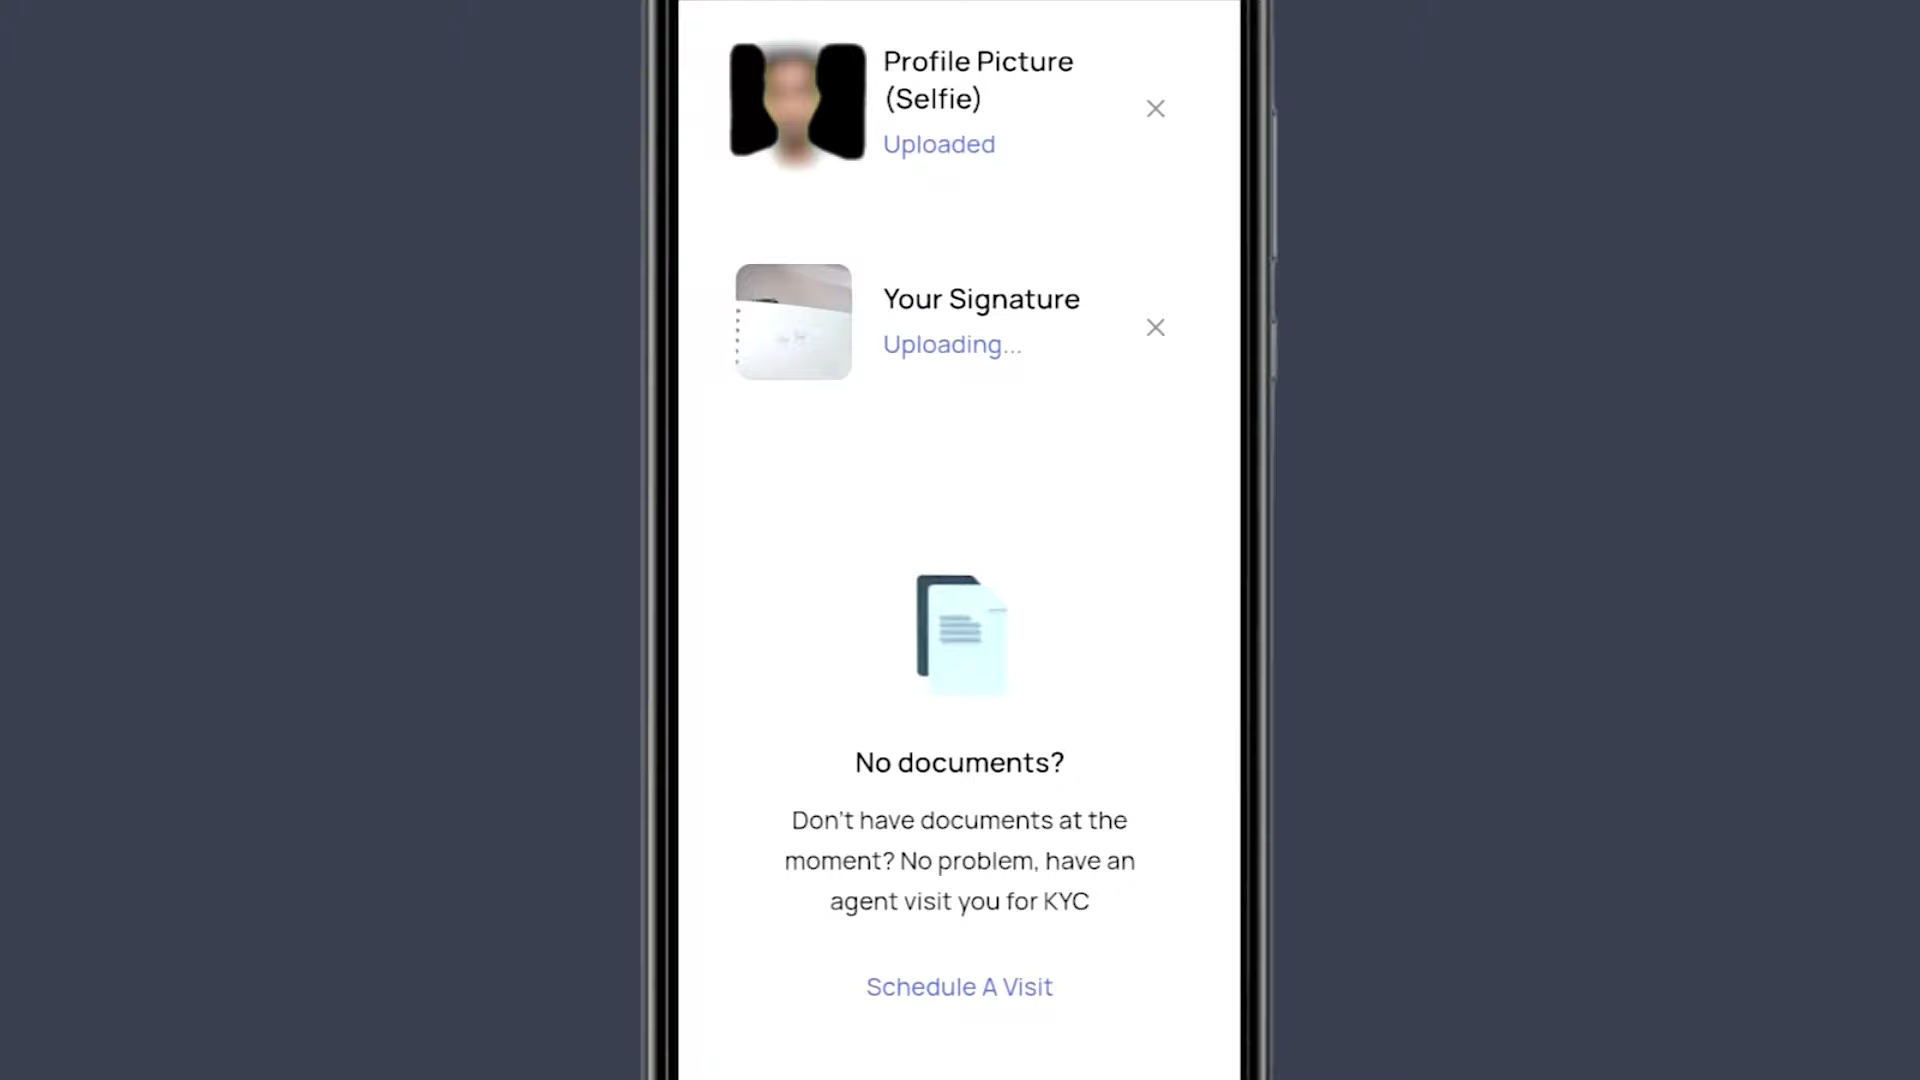 Profile Picture
(Selfie)
Uploaded
Your Signature
Uploading...
No documents?
Don't have documents at the
moment? No problem, have an
agent visit you for KYC
Schedule A Visit